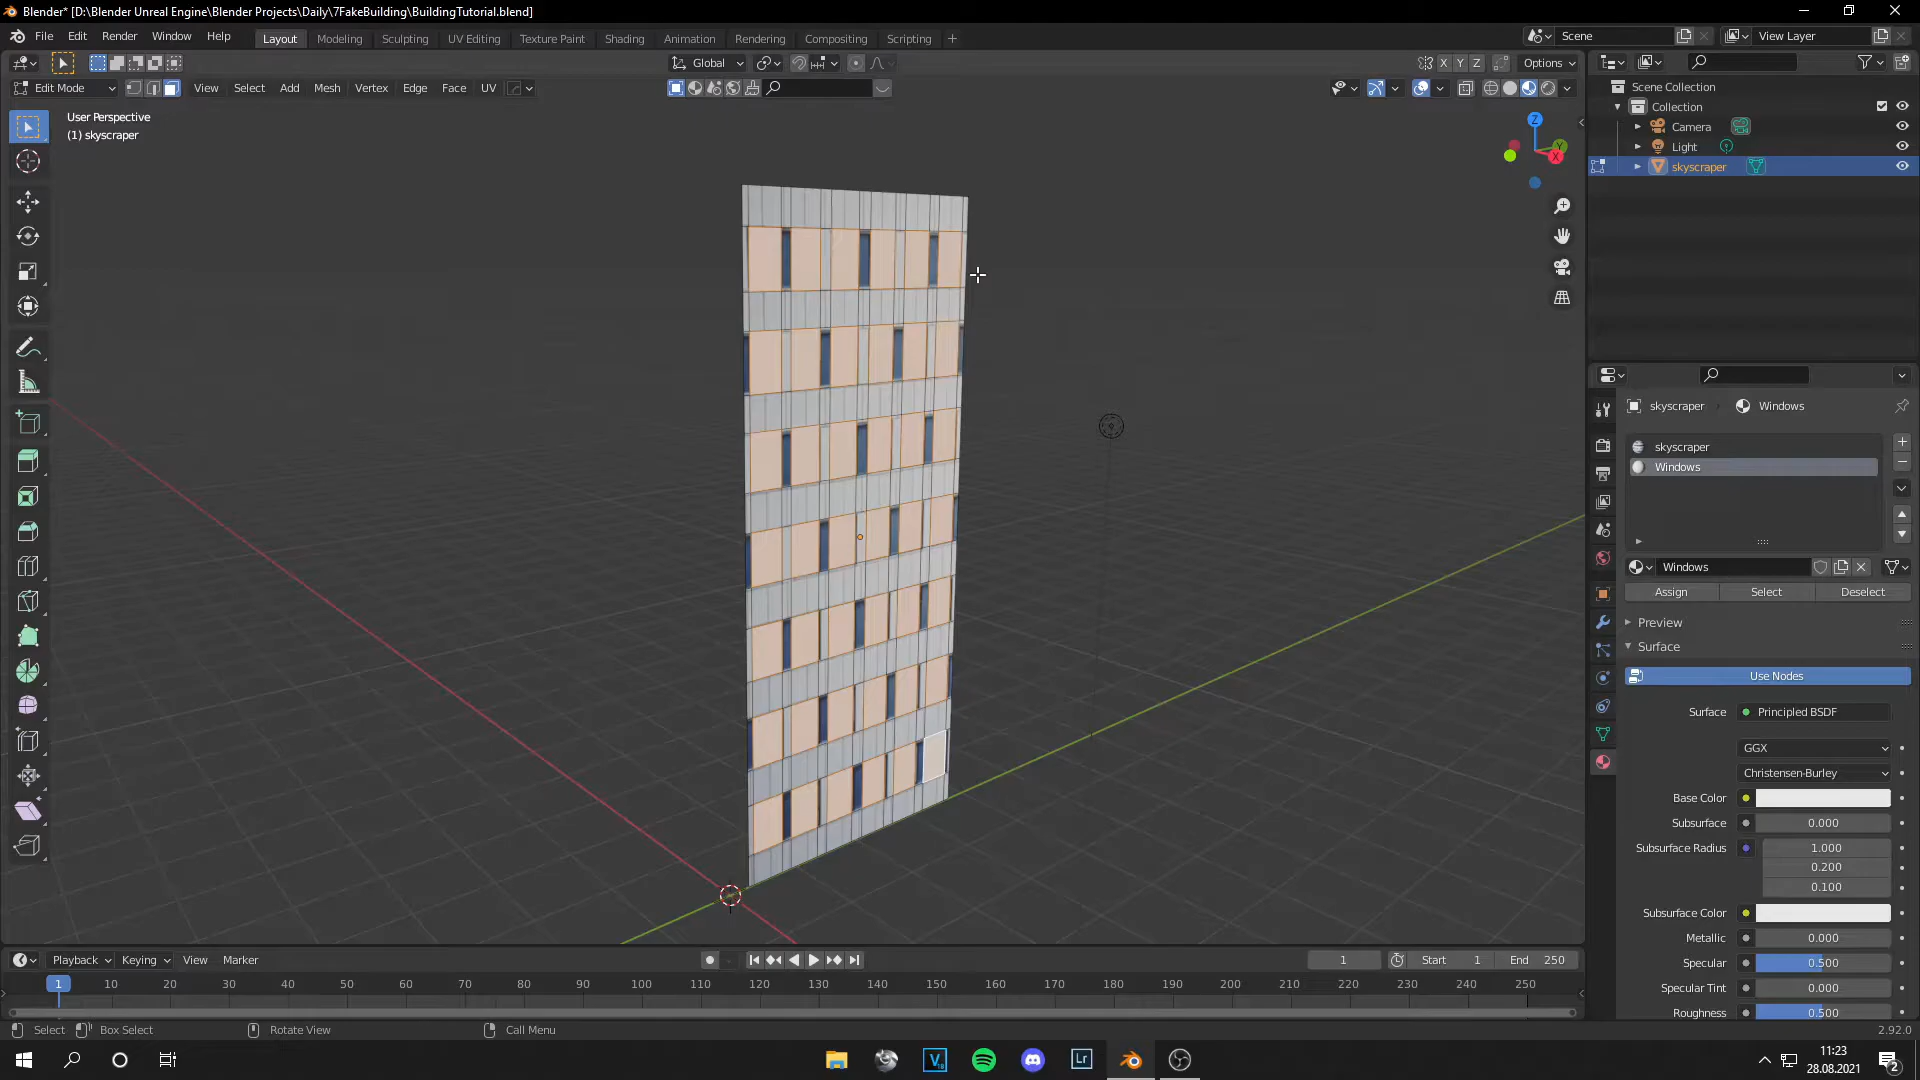 Blender* [D:\Blender Unreal Engine\Blender Projects\Daily\7FakeBuilding\BuildingTutorial.blend]
File Edit Render Window Help Layout Modeling Sculpting UV Editing Texture Paint Shading Animation Rendering Compositing Scripting + Scene View Layer
Global X Y Z Options
Edit Mode View Select Add Mesh Vertex Edge Face UV
User Perspective
(1) skyscraper
Z
Y
X
Scene Collection
Collection
Camera
Light
skyscraper
skyscraper Windows
skyscraper
Windows
Windows
Assign Select Deselect
Preview
Surface
Use Nodes
Surface Principled BSDF
GGX
Christensen-Burley
Base Color
Subsurface 0.000
Subsurface Radius 1.000
0.200
0.100
Subsurface Color
Metallic 0.000
Specular 0.500
Specular Tint 0.000
Roughness 0.500
Playback Keying View Marker 1 Start 1 End 250
1 10 20 30 40 50 60 70 80 90 100 110 120 130 140 150 160 170 180 190 200 210 220 230 240 250
Select Box Select Rotate View Call Menu 2.92.0
V
18
Lr
11:23
28.08.2021
2